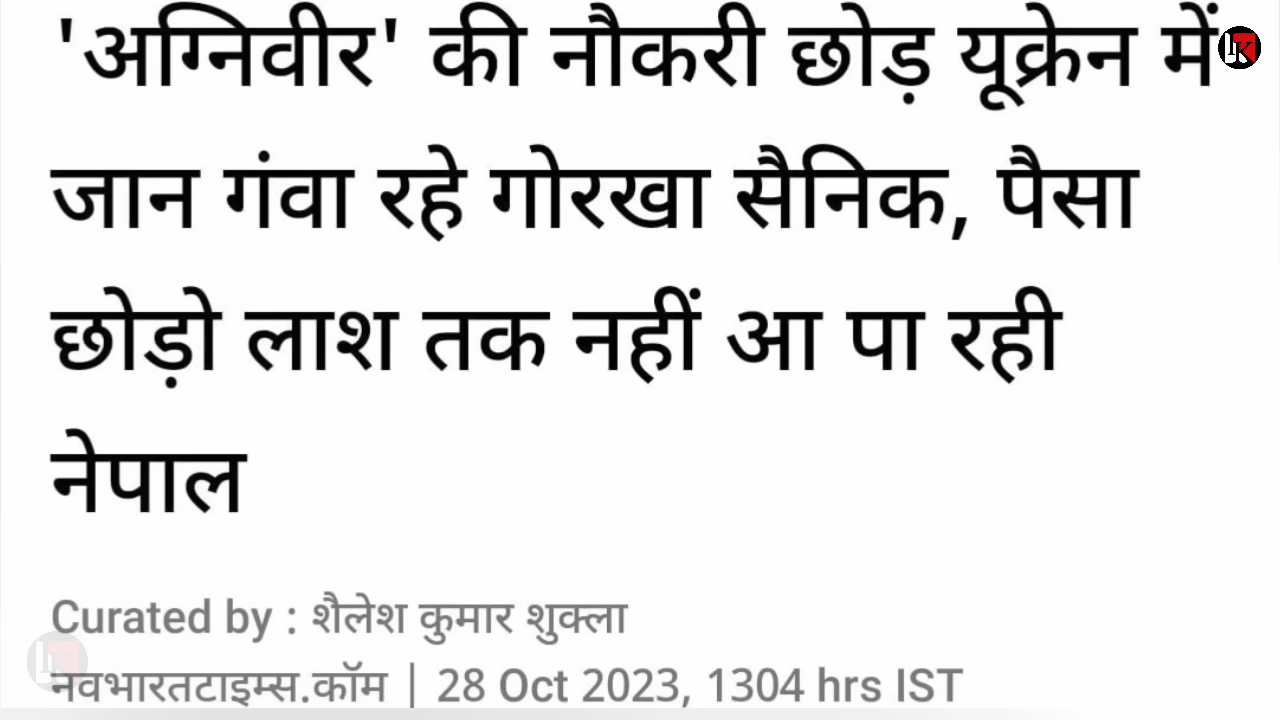 'अग्निवीर' की नौकरी छोड़ यूक्रेन में
जान गंवा रहे गोरखा सैनिक, पैसा
छोड़ो लाश तक नहीं आ पा रही
नेपाल
Curated by : शैलेश कुमार शुक्ला
नवभारतटाइम्स.कॉम | 28 Oct 2023, 1304 hrs IST